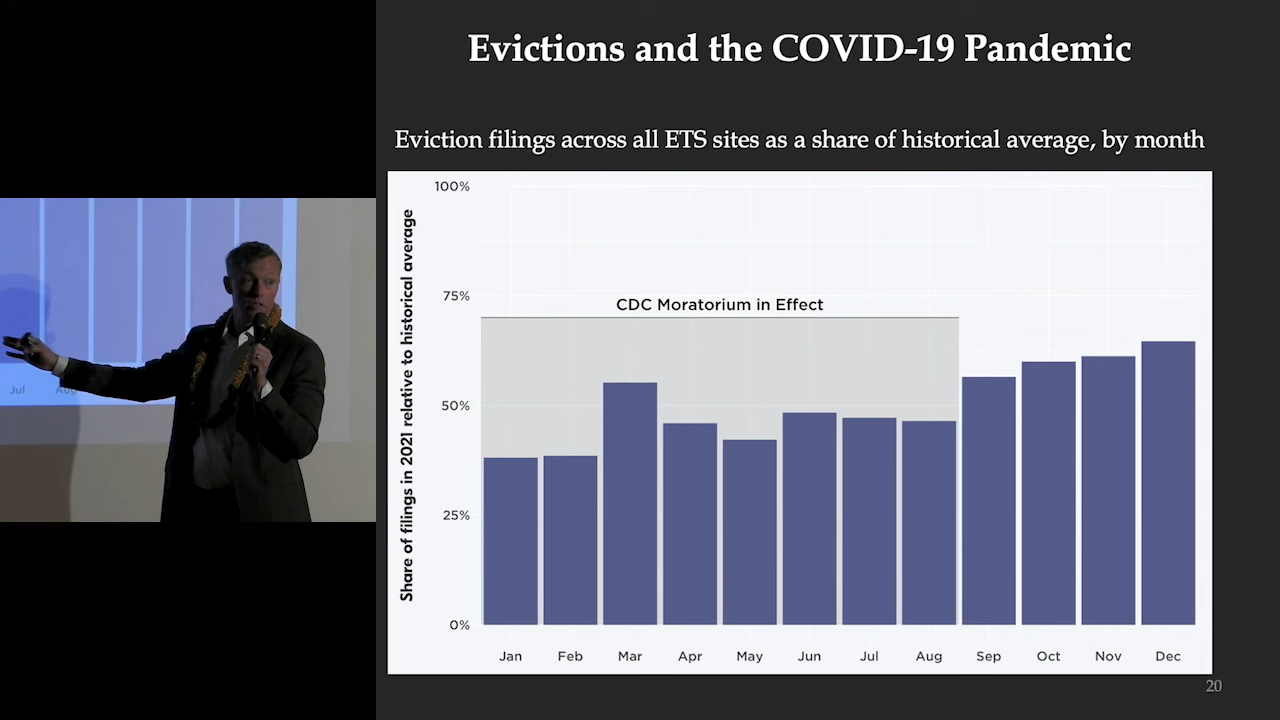 Evictions and the COVID-19 Pandemic
Eviction filings across all ETS sites as a share of historical average, by month
Share of filings in 2021 relative to historical average
100%
75%
50%
25%
0%
CDC Moratorium in Effect
Jan Feb Mar Apr May Jun Jul Aug Sep Oct Nov Dec
20
Jul Aug